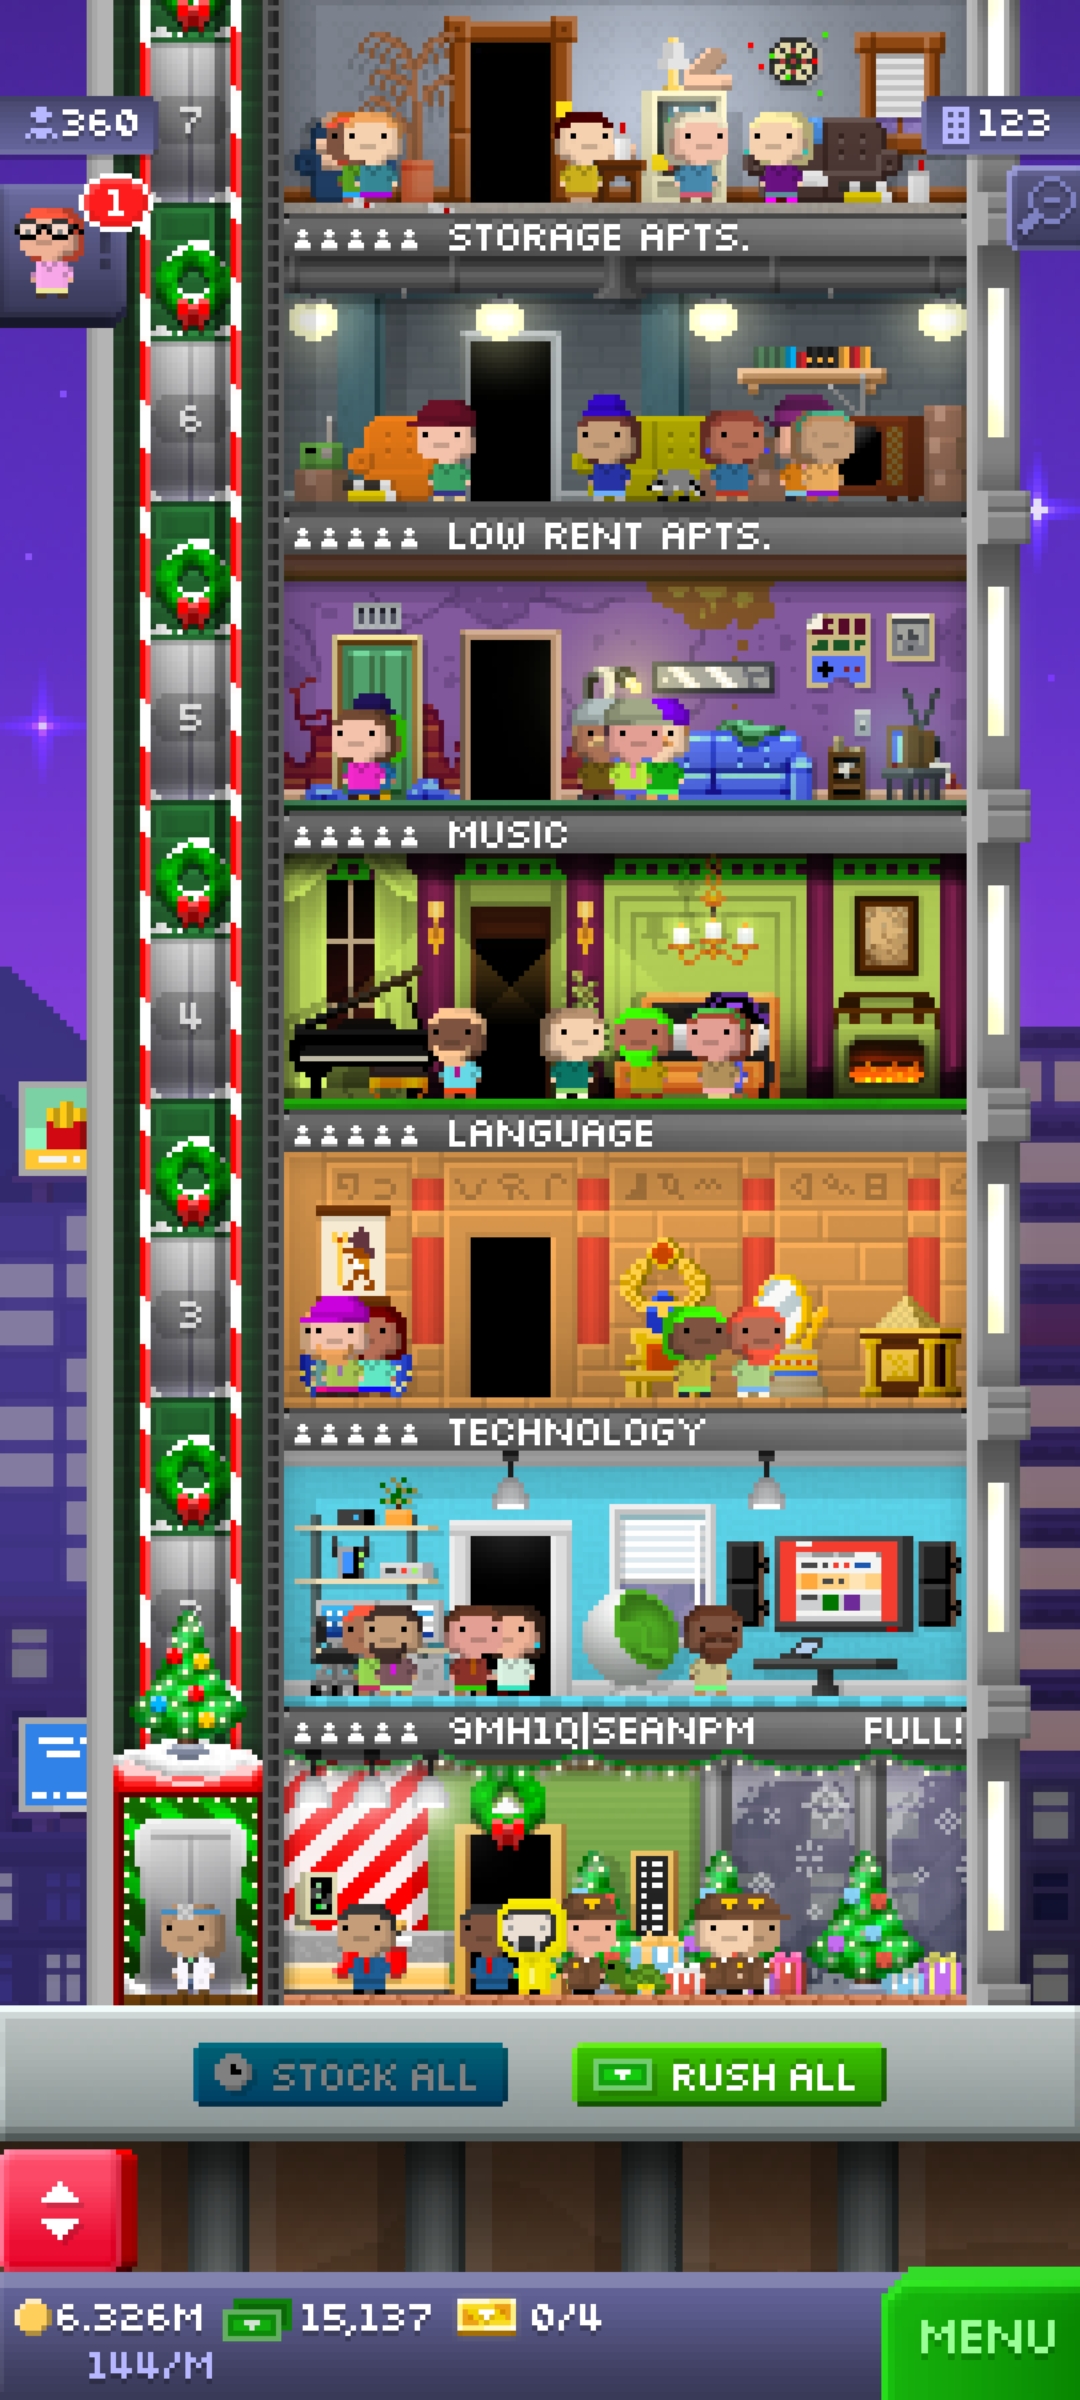 7
360
123
1
STORAGE APTS.
6
LOW RENT APTS.
5
MUSIC
4
LANGUAGE
3
TECHNOLOGY
9MH1Q|SEANPM FULL!
STOCK ALL
RUSH ALL
6.326M 15,137 0/4
144/M
MENU